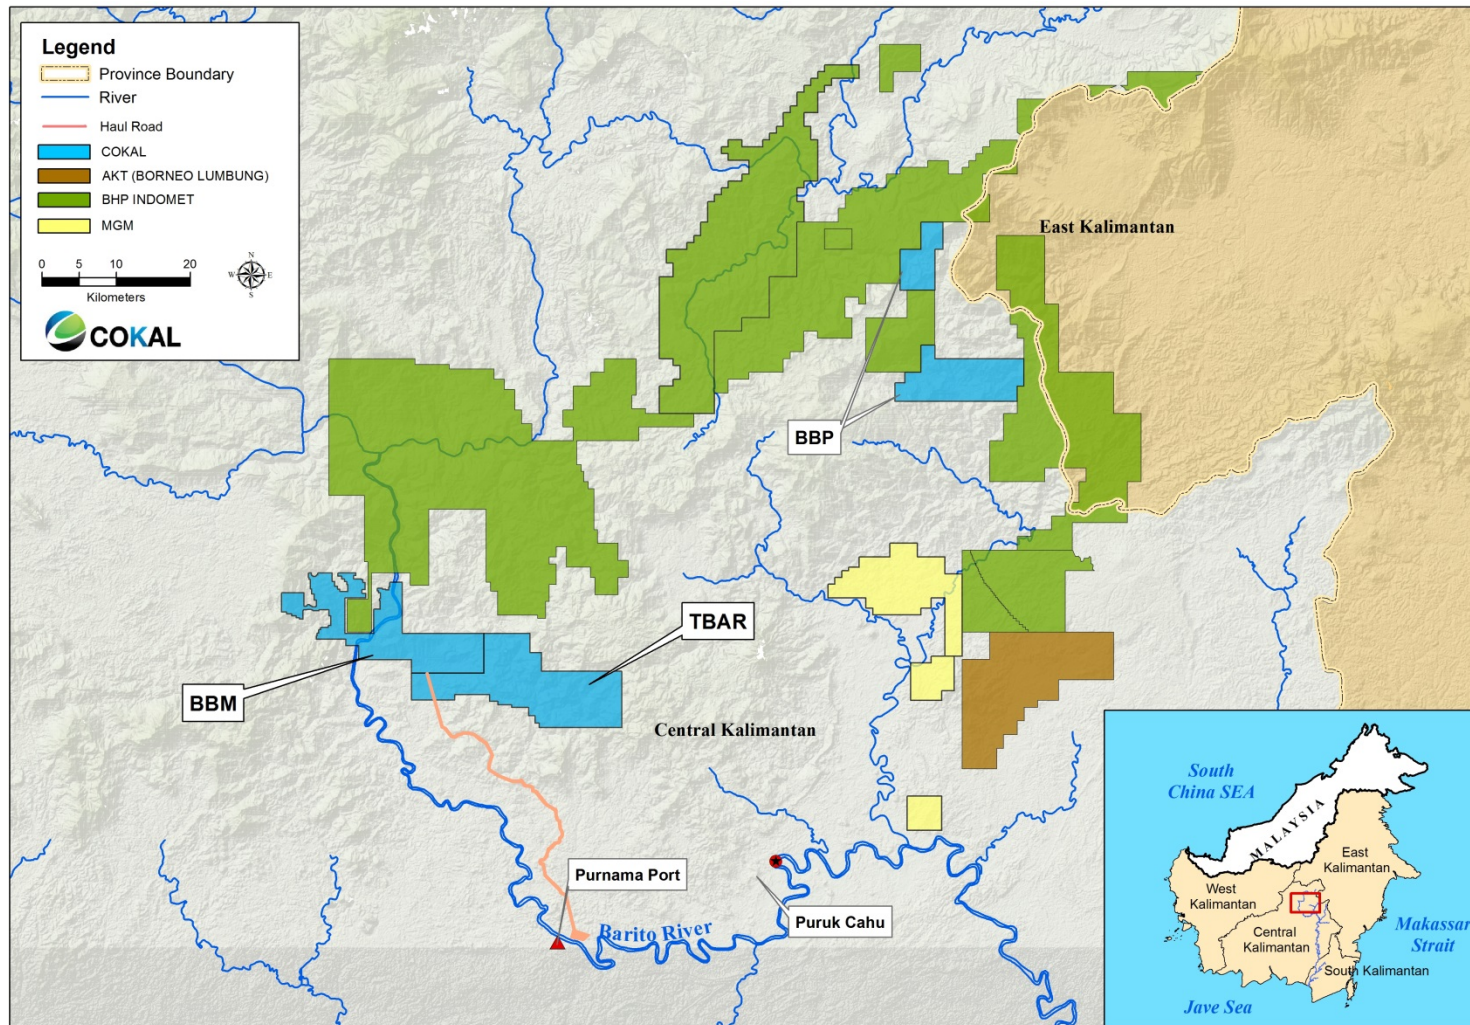 Legend
Province Boundary
River
Haul Road
COKAL
AKT (BORNEO LUMBUNG)
BHP INDOMET
MGM
0 5 10 20
Kilometers
N
W E
S
COKAL
East Kalimantan
BBP
TBAR
BBM
Central Kalimantan
Purnama Port
Puruk Cahu
Barito River
South
China SEA
MALAYSIA
East
Kalimantan
West
Kalimantan
Central
Kalimantan
Makassar
Strait
South Kalimantan
Jave Sea